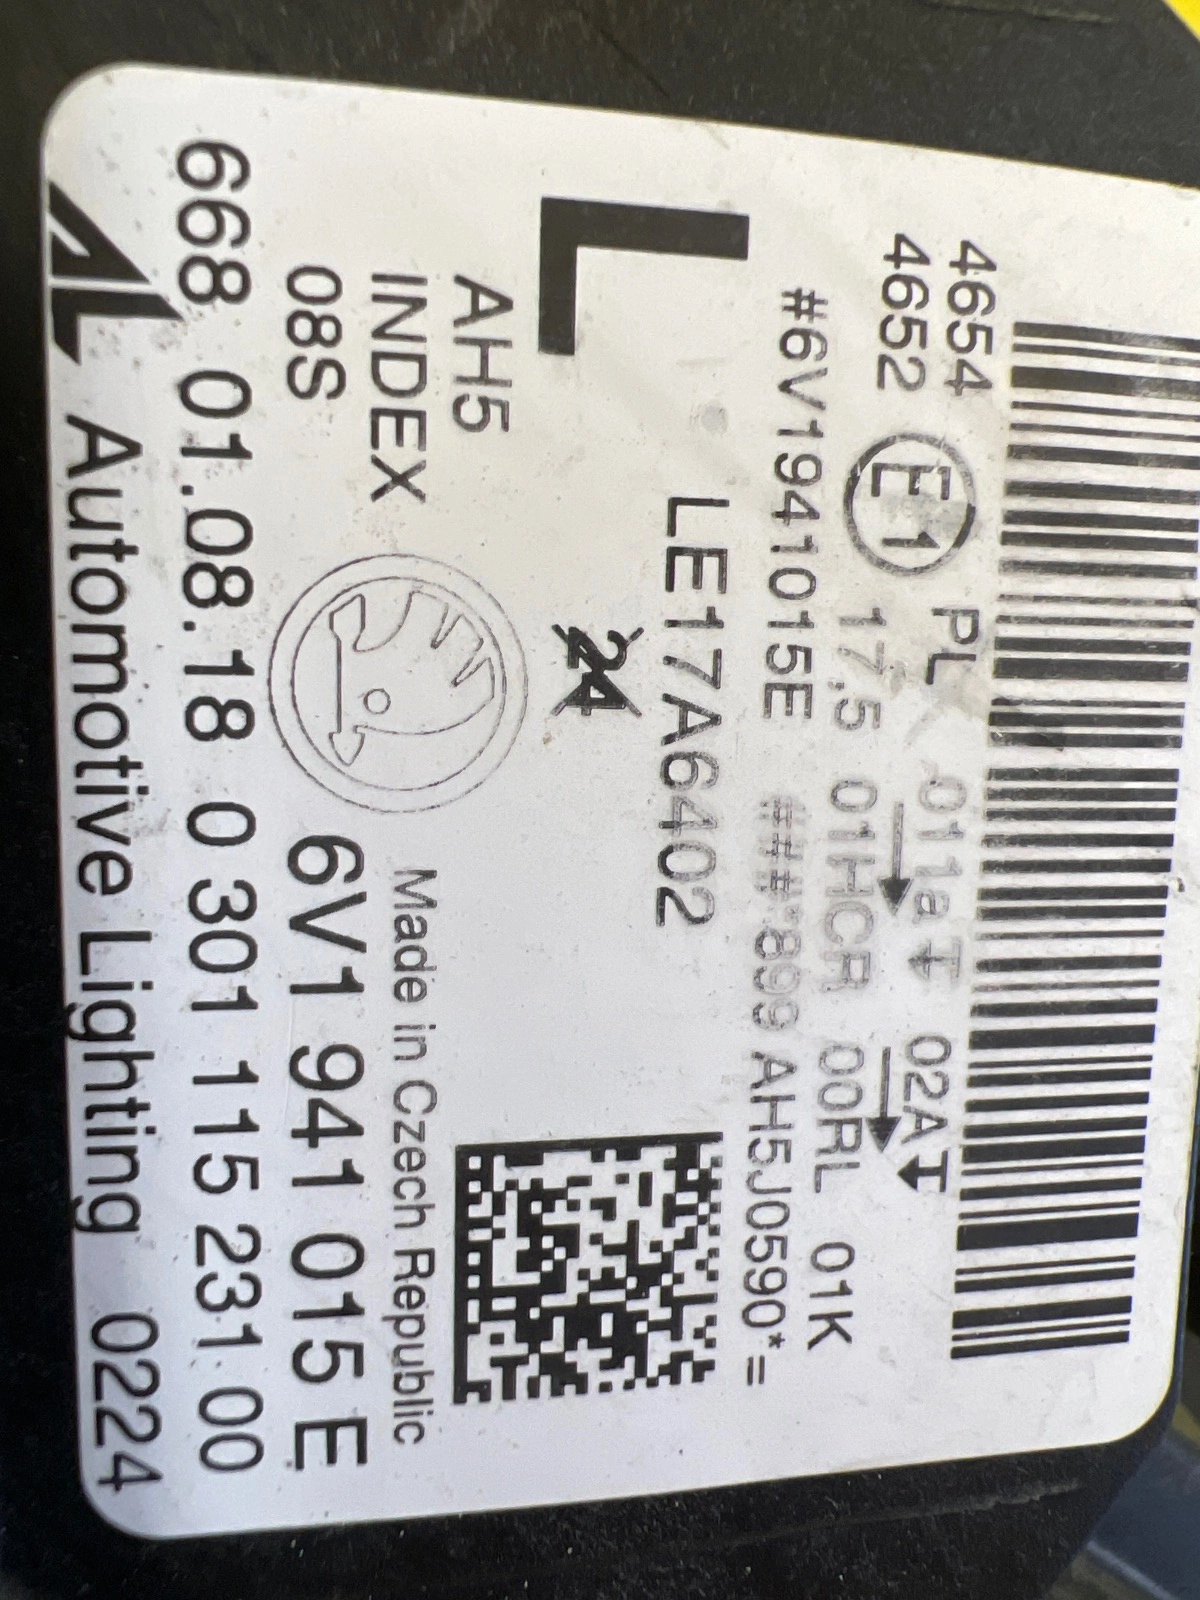 4654 PL 011a 02A
4652 E1 17.5 01HCR 00RL 01K
#6V1941015E ###*899 AH5J0590*=
L
LE17A6402
24
AH5
INDEX
08S
Made in Czech Republic
6V1 941 015 E
668 01.08.18 0 301 115 231 00
AL Automotive Lighting 0224